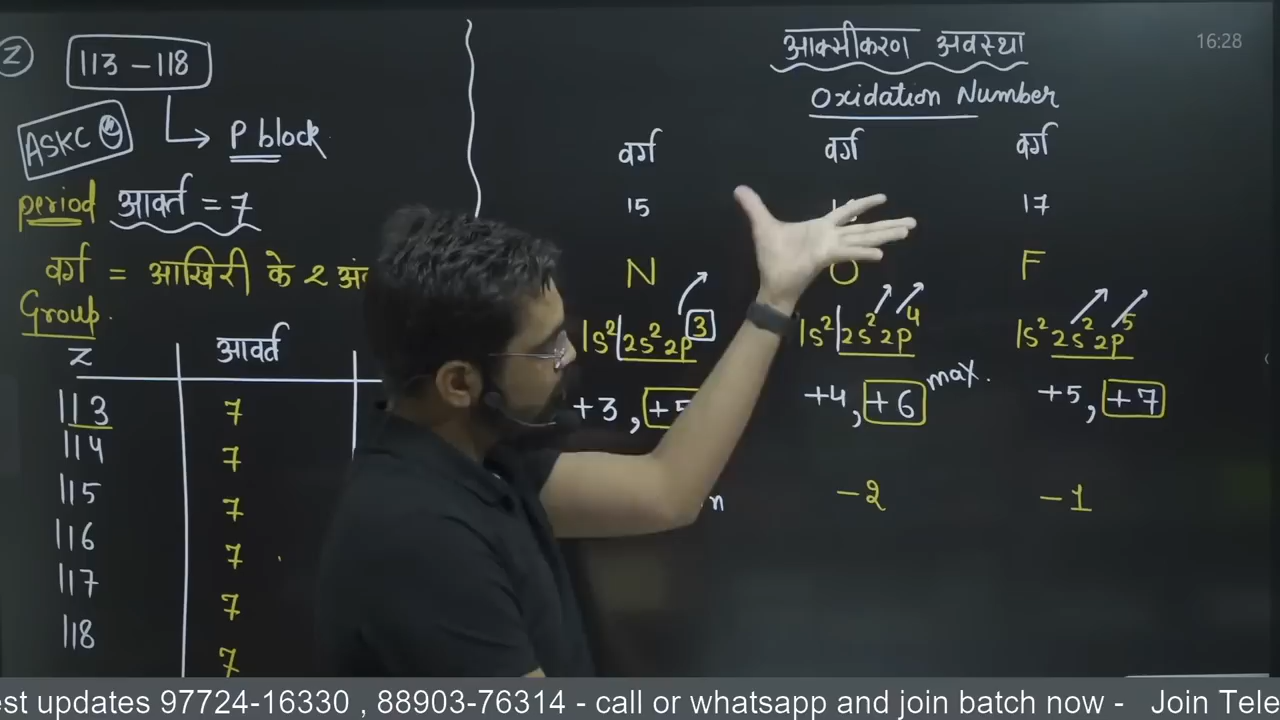 Z
113 - 118
ASKC
P block
period आवर्त = 7
वर्ग = आखिरी के 2
Group.
Z आवर्त
113 7
114 7
115 7
116 7
117 7
118 7
आक्सीकरण अवस्था
16:28
Oxidation Number
वर्ग वर्ग वर्ग
15 17
N O F
1s² 2s² 2p³ 1s² 2s² 2p⁴ 1s² 2s² 2p⁵
+3, +4, +6 max. +5, +7
n -2 -1
updates 97724-16330 , 88903-76314 - call or whatsapp and join batch now - Join